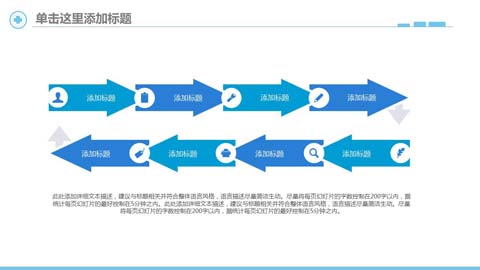 单击这里添加标题
添加标题
添加标题
添加标题
添加标题
添加标题
添加标题
添加标题
添加标题
此处添加详细文本描述，建议与标题相关并符合整体语言风格，语言描述尽量简洁生动。尽量将每页幻灯片的字数控制在200字以内，据
统计每页幻灯片的最好控制在5分钟之内。此处添加详细文本描述，建议与标题相关并符合整体语言风格，语言描述尽量简洁生动。尽量
将每页幻灯片的字数控制在200字以内，据统计每页幻灯片的最好控制在5分钟之内。